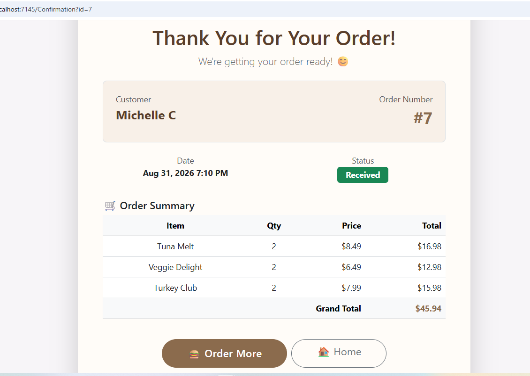 calhost:7145/Confirmation?id=7
Thank You for Your Order!
We're getting your order ready! 😊
Customer
Order Number
Michelle C
#7
Date
Status
Aug 31, 2026 7:10 PM
Received
🛒 Order Summary
Item Qty Price Total
Tuna Melt 2 $8.49 $16.98
Veggie Delight 2 $6.49 $12.98
Turkey Club 2 $7.99 $15.98
Grand Total $45.94
Order More
Home